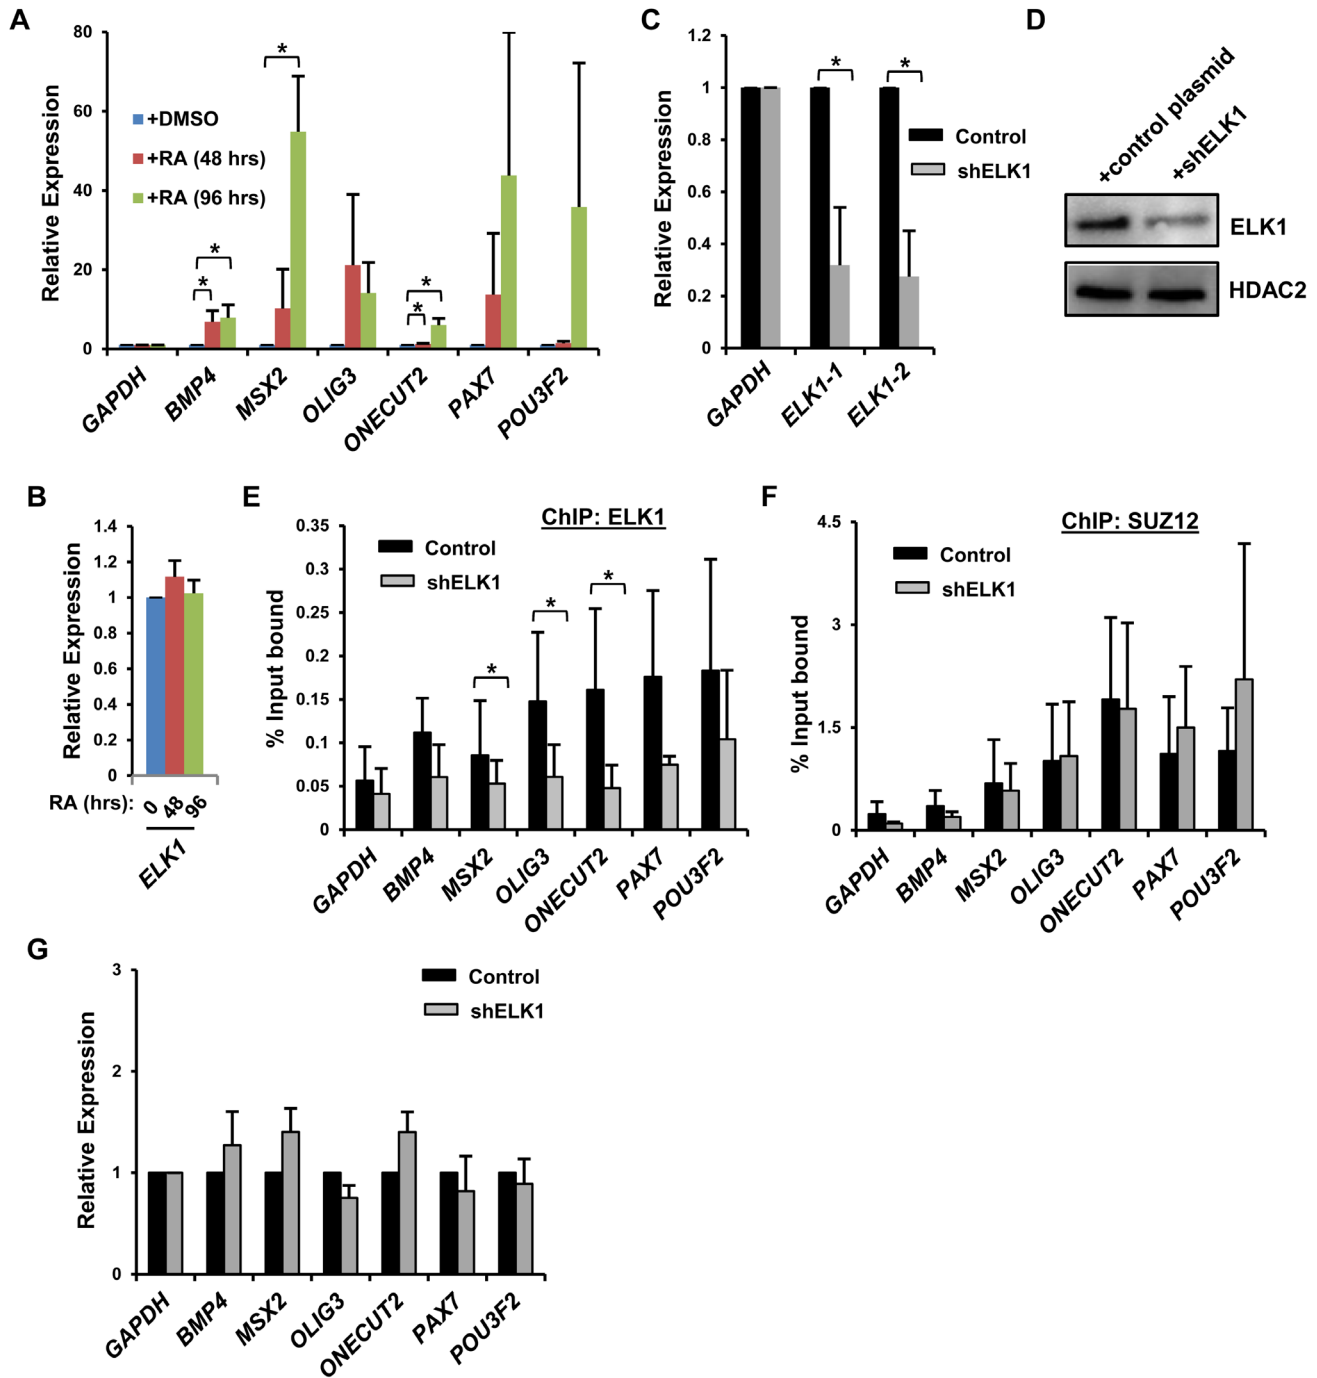 A
80
60
40
20
0
Relative Expression
+DMSO
+RA (48 hrs)
+RA (96 hrs)
*
*
*
*
*
GAPDH
BMP4
MSX2
OLIG3
ONECUT2
PAX7
POU3F2
C
1.2
1
0.8
0.6
0.4
0.2
0
Relative Expression
*
*
Control
shELK1
GAPDH
ELK1-1
ELK1-2
D
+control plasmid
+shELK1
ELK1
HDAC2
B
1.4
1.2
1
0.8
0.6
0.4
0.2
0
Relative Expression
RA (hrs): 0 48 96
ELK1
E
ChIP: ELK1
0.35
0.3
0.25
0.2
0.15
0.1
0.05
0
% Input bound
Control
shELK1
*
*
*
GAPDH
BMP4
MSX2
OLIG3
ONECUT2
PAX7
POU3F2
F
ChIP: SUZ12
4.5
3
1.5
0
% Input bound
Control
shELK1
GAPDH
BMP4
MSX2
OLIG3
ONECUT2
PAX7
POU3F2
G
3
2
1
0
Relative Expression
Control
shELK1
GAPDH
BMP4
MSX2
OLIG3
ONECUT2
PAX7
POU3F2